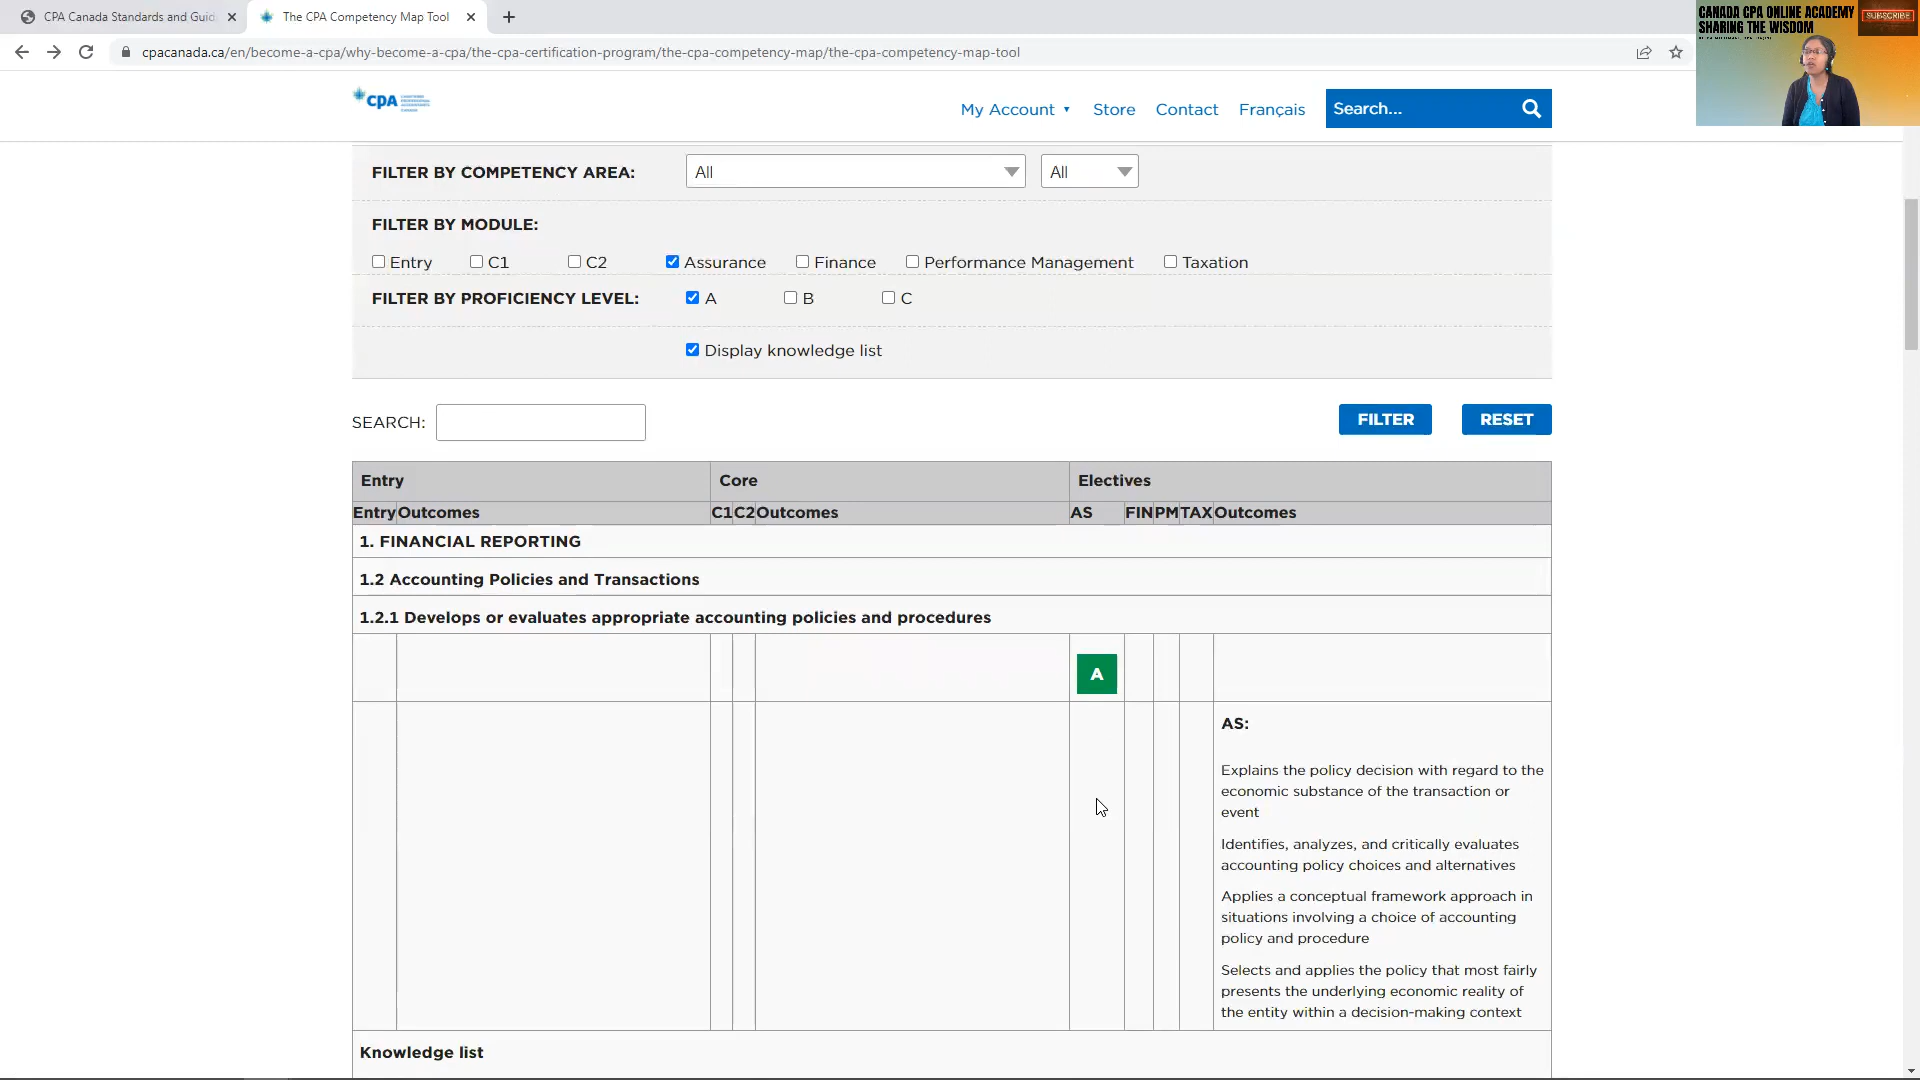 CPA Canada Standards and Guid
The CPA Competency Map Tool
cpacanada.ca/en/become-a-cpa/why-become-a-cpa/the-cpa-certification-program/the-cpa-competency-map/the-cpa-competency-map-tool
CANADA CPA ONLINE ACADEMY
SHARING THE WISDOM
SUBSCRIBE
CPA
My Account
Store
Contact
Français
Search...
FILTER BY COMPETENCY AREA:
All
All
FILTER BY MODULE:
Entry
C1
C2
Assurance
Finance
Performance Management
Taxation
FILTER BY PROFICIENCY LEVEL:
A
B
C
Display knowledge list
SEARCH:
FILTER
RESET
Entry
Core
Electives
Entry
Outcomes
C1
C2
Outcomes
AS
FIN
PM
TAX
Outcomes
1. FINANCIAL REPORTING
1.2 Accounting Policies and Transactions
1.2.1 Develops or evaluates appropriate accounting policies and procedures
A
AS:
Explains the policy decision with regard to the
economic substance of the transaction or
event
Identifies, analyzes, and critically evaluates
accounting policy choices and alternatives
Applies a conceptual framework approach in
situations involving a choice of accounting
policy and procedure
Selects and applies the policy that most fairly
presents the underlying economic reality of
the entity within a decision-making context
Knowledge list